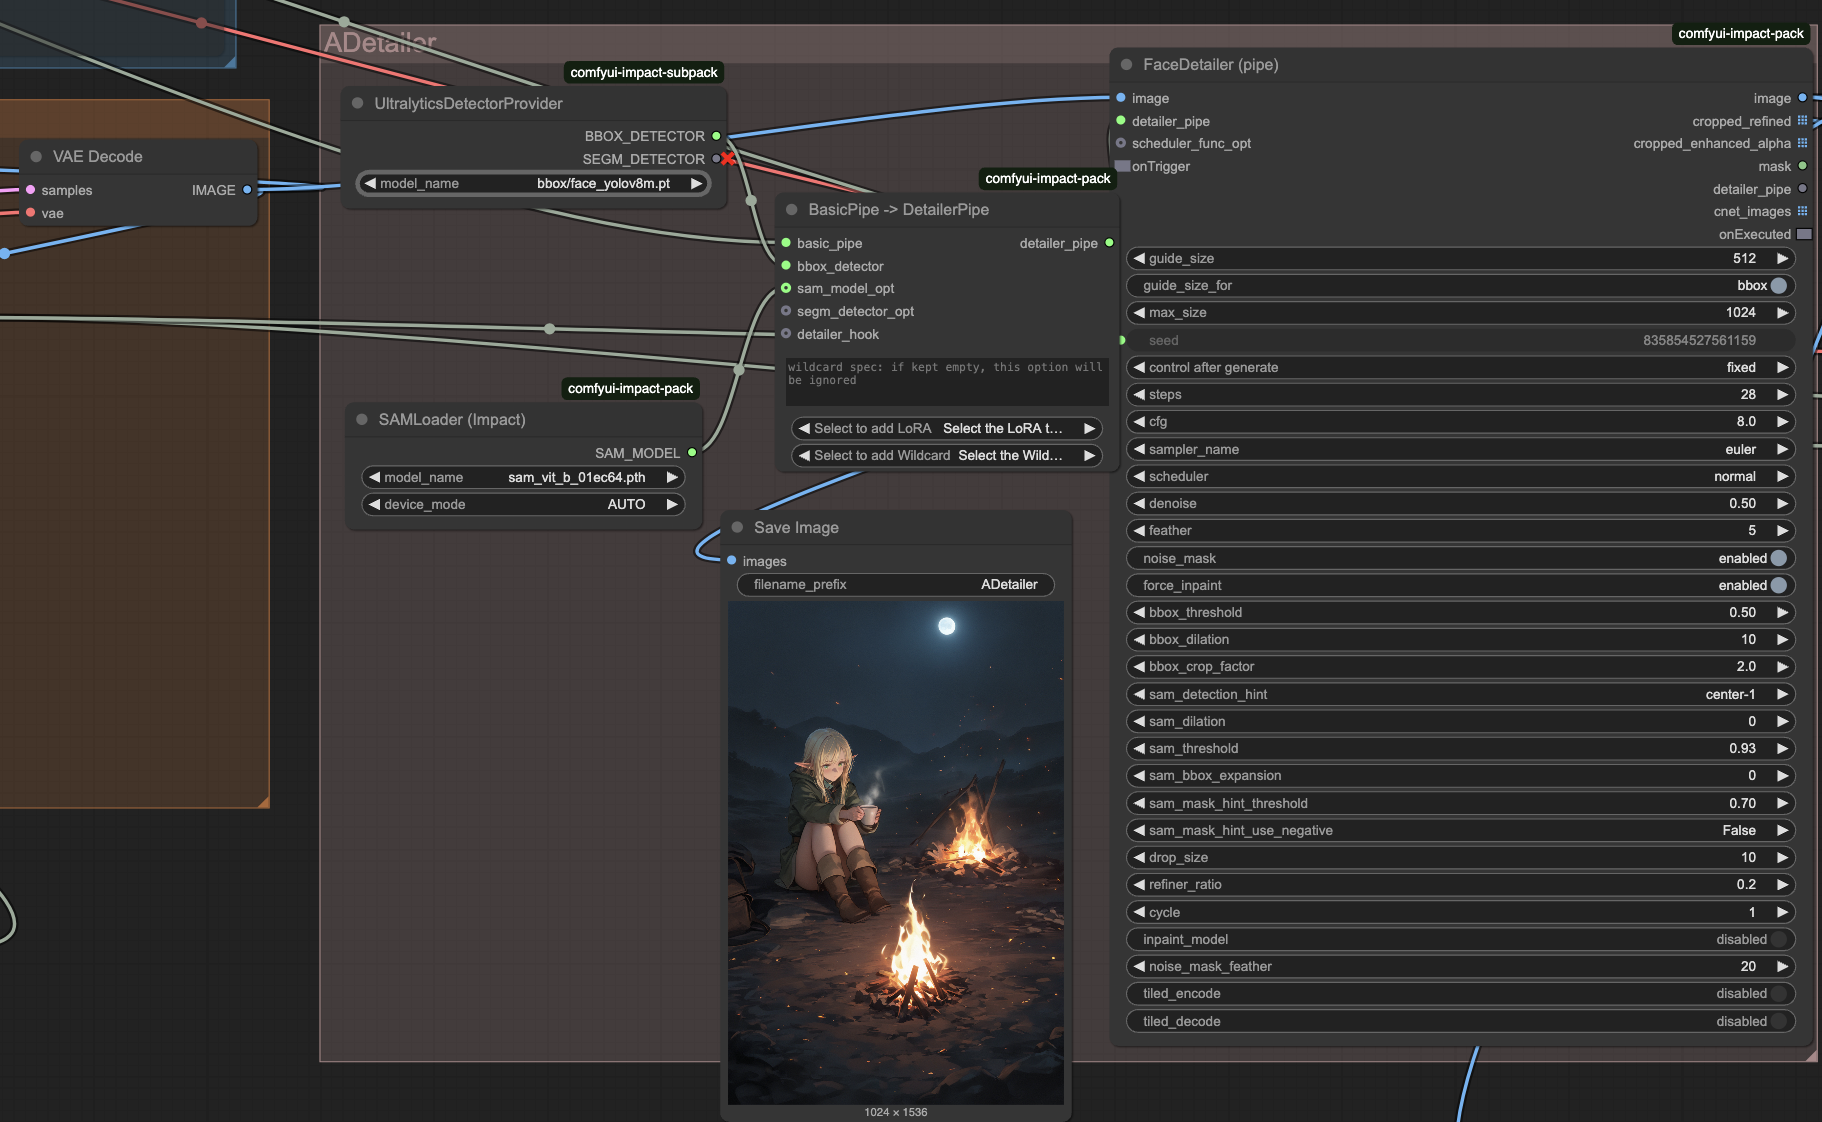 ADetailer
comfyui-impact-subpack
UltralyticsDetectorProvider
BBOX_DETECTOR
SEGM_DETECTOR
model_name bbox/face_yolov8m.pt
VAE Decode
samples IMAGE
vae
comfyui-impact-pack
BasicPipe -> DetailerPipe
basic_pipe detailer_pipe
bbox_detector
sam_model_opt
segm_detector_opt
detailer_hook
wildcard spec: if kept empty, this option will
be ignored
Select to add LoRA Select the LoRA t...
Select to add Wildcard Select the Wild...
comfyui-impact-pack
SAMLoader (Impact)
SAM_MODEL
model_name sam_vit_b_01ec64.pth
device_mode AUTO
Save Image
images
filename_prefix ADetailer
1024 × 1536
comfyui-impact-pack
FaceDetailer (pipe)
image image
detailer_pipe cropped_refined
scheduler_func_opt cropped_enhanced_alpha
onTrigger mask
detailer_pipe
cnet_images
onExecuted
guide_size 512
guide_size_for bbox
max_size 1024
seed 835854527561159
control after generate fixed
steps 28
cfg 8.0
sampler_name euler
scheduler normal
denoise 0.50
feather 5
noise_mask enabled
force_inpaint enabled
bbox_threshold 0.50
bbox_dilation 10
bbox_crop_factor 2.0
sam_detection_hint center-1
sam_dilation 0
sam_threshold 0.93
sam_bbox_expansion 0
sam_mask_hint_threshold 0.70
sam_mask_hint_use_negative False
drop_size 10
refiner_ratio 0.2
cycle 1
inpaint_model disabled
noise_mask_feather 20
tiled_encode disabled
tiled_decode disabled